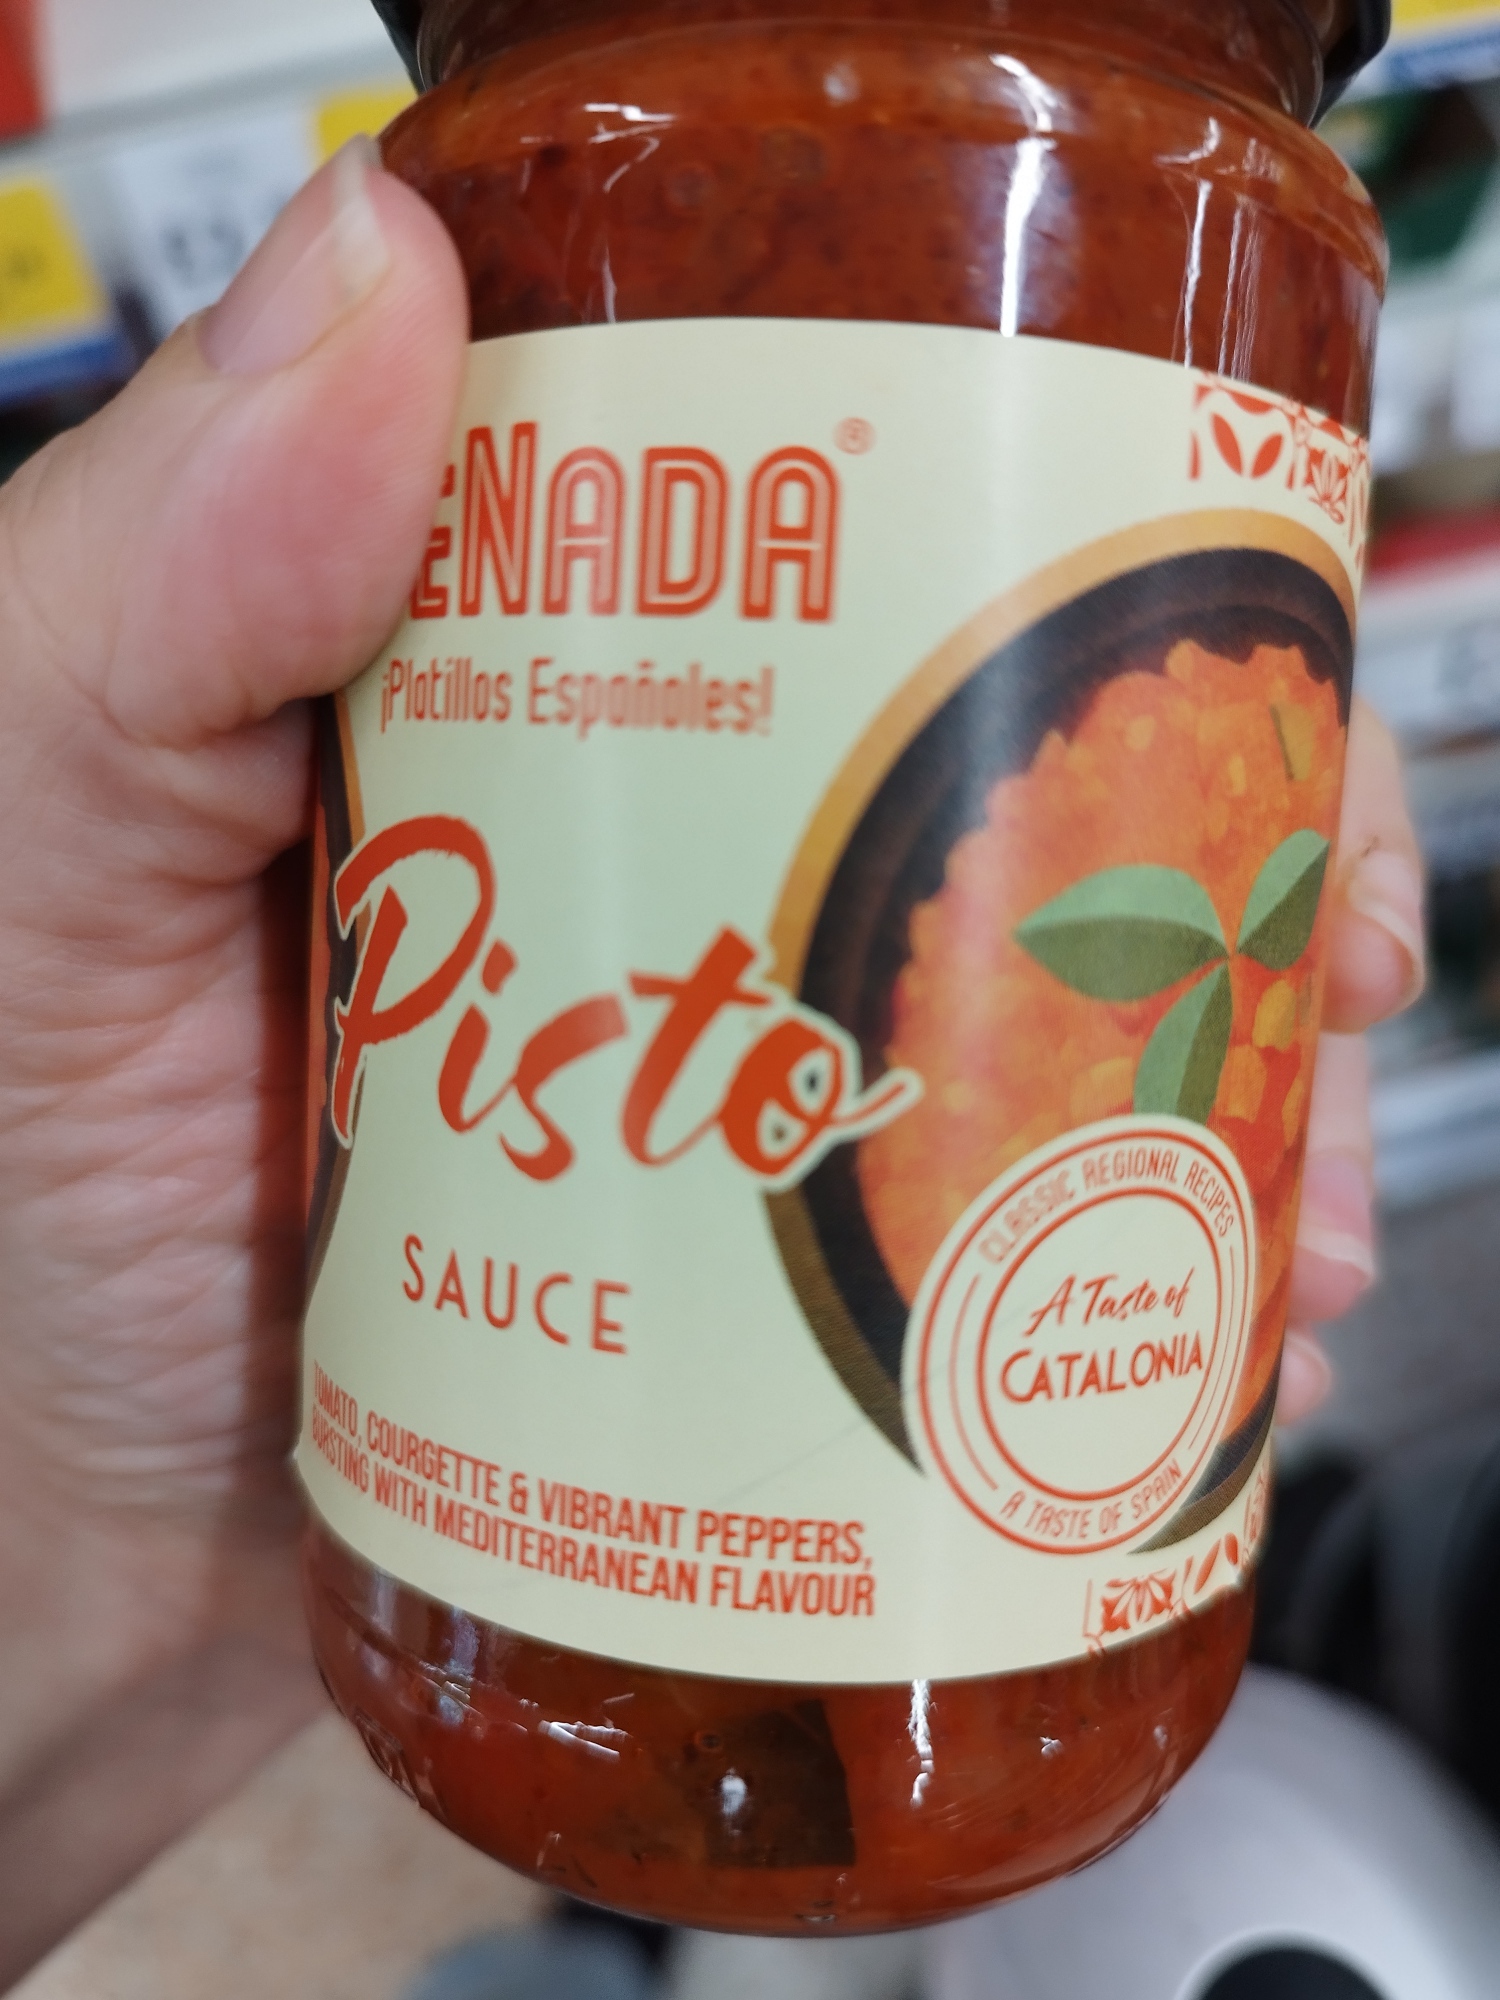 eNADA®
¡Platillos Españoles!
Pisto
SAUCE
TOMATO, COURGETTE & VIBRANT PEPPERS,
BURSTING WITH MEDITERRANEAN FLAVOUR
CLASSIC REGIONAL RECIPES
A Taste of
CATALONIA
A TASTE OF SPAIN